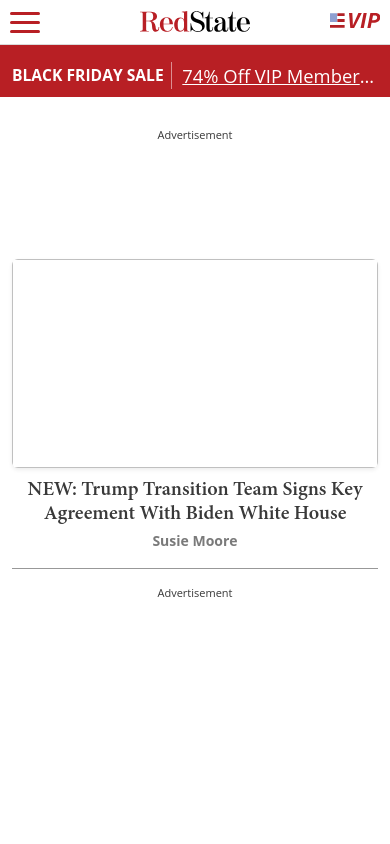 RedState
VIP
BLACK FRIDAY SALE
74% Off VIP Member...
Advertisement
NEW: Trump Transition Team Signs Key
Agreement With Biden White House
Susie Moore
Advertisement